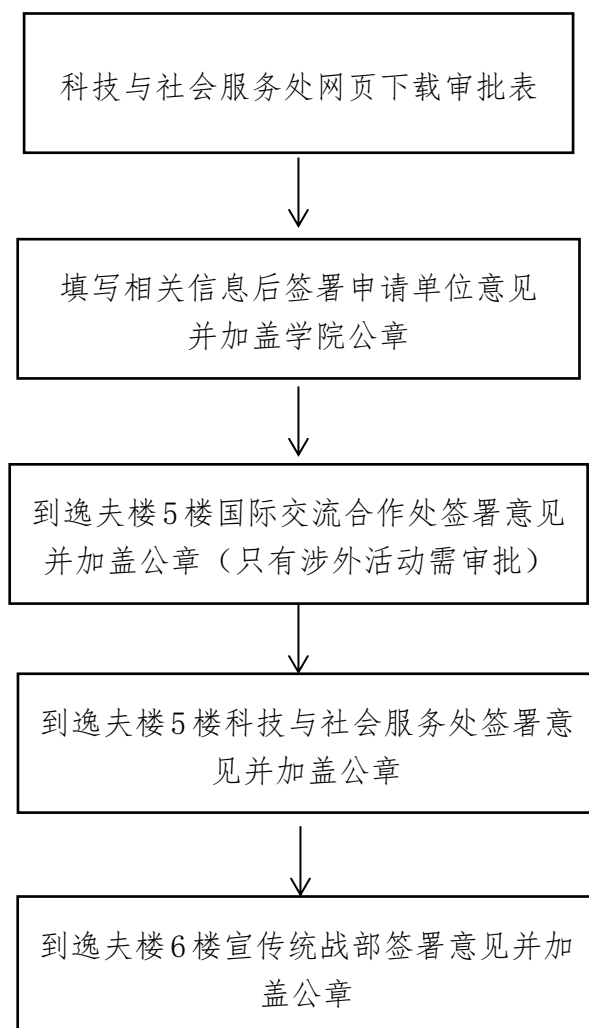 科技与社会服务处网页下载审批表
填写相关信息后签署申请单位意见
并加盖学院公章
到逸夫楼5楼国际交流合作处签署意见
并加盖公章（只有涉外活动需审批）
到逸夫楼5楼科技与社会服务处签署意
见并加盖公章
到逸夫楼6楼宣传统战部签署意见并加
盖公章